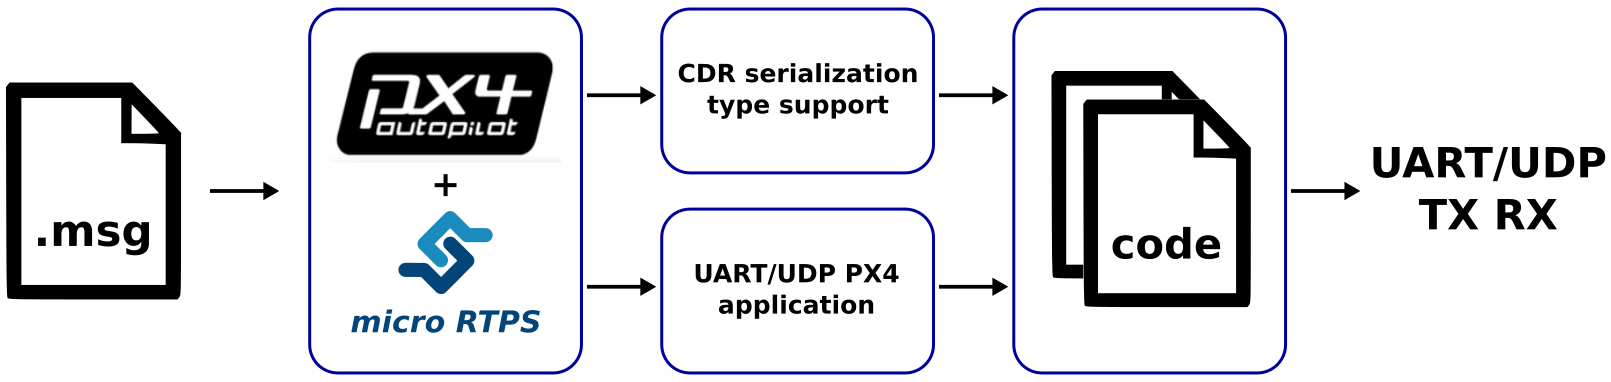 .msg
px4
autopilot
+
micro RTPS
CDR serialization
type support
UART/UDP PX4
application
code
UART/UDP
TX RX